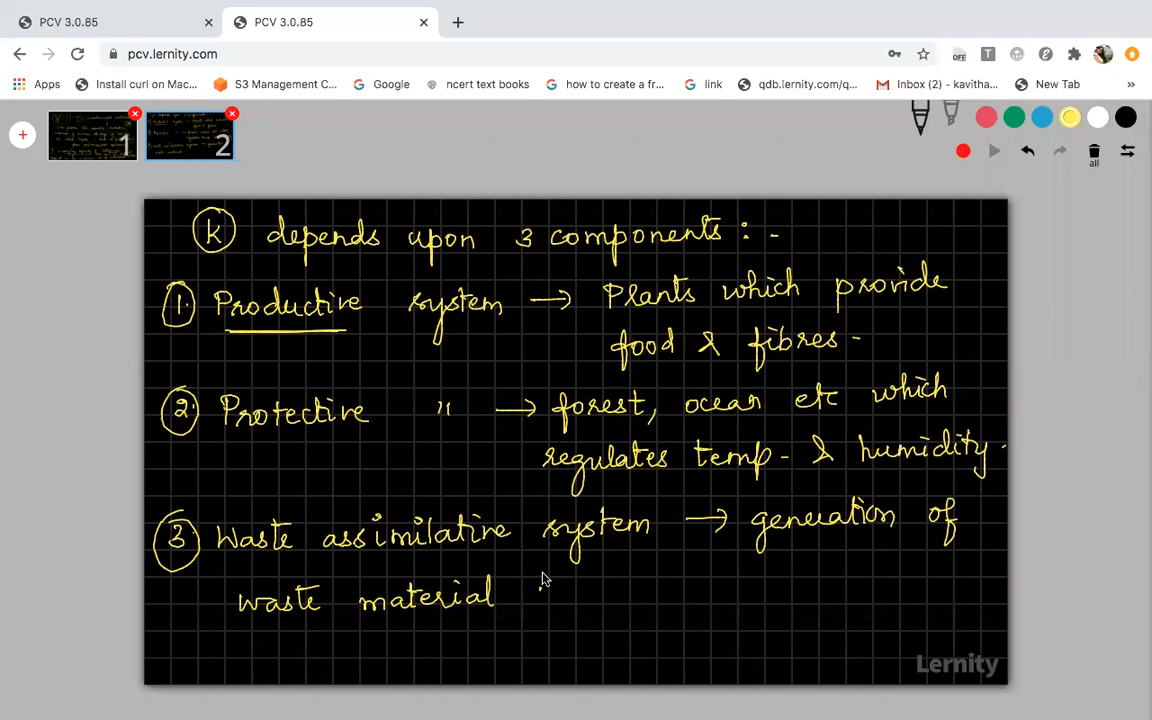 PCV 3.0.85
PCV 3.0.85
pcv.lernity.com
OFF
T
Apps
Install curl on Mac...
S3 Management C...
Google
ncert text books
how to create a fr...
link
qdb.lernity.com/q...
Inbox (2) - kavitha...
New Tab
»
1
2
all
K depends upon 3 components : -
1. Productive system → Plants which provide
food & fibres -
2. Protective " → forest, ocean etc which
regulates temp. & humidity.
3. Waste assimilative system → generation of
waste material .
Lernity